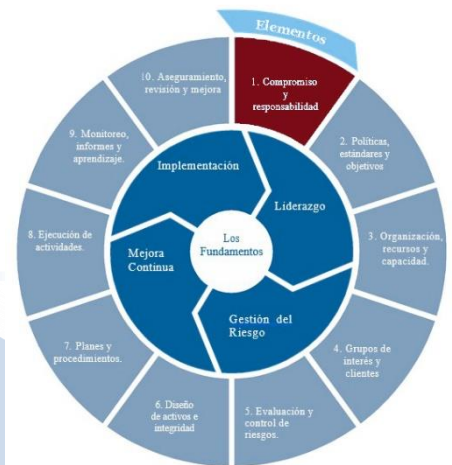 Elementos
1. Compromiso
y
responsabilidad
2. Políticas,
estándares y
objetivos
3. Organización,
recursos y
capacidad.
4. Grupos de
interés y
clientes
5. Evaluación y
control de
riesgos.
6. Diseño
de activos e
integridad
7. Planes y
procedimientos.
8. Ejecución de
actividades.
9. Monitoreo,
informes y
aprendizaje.
10. Aseguramiento,
revisión y mejora
Implementación
Liderazgo
Gestión del
Riesgo
Mejora
Continua
Los
Fundamentos